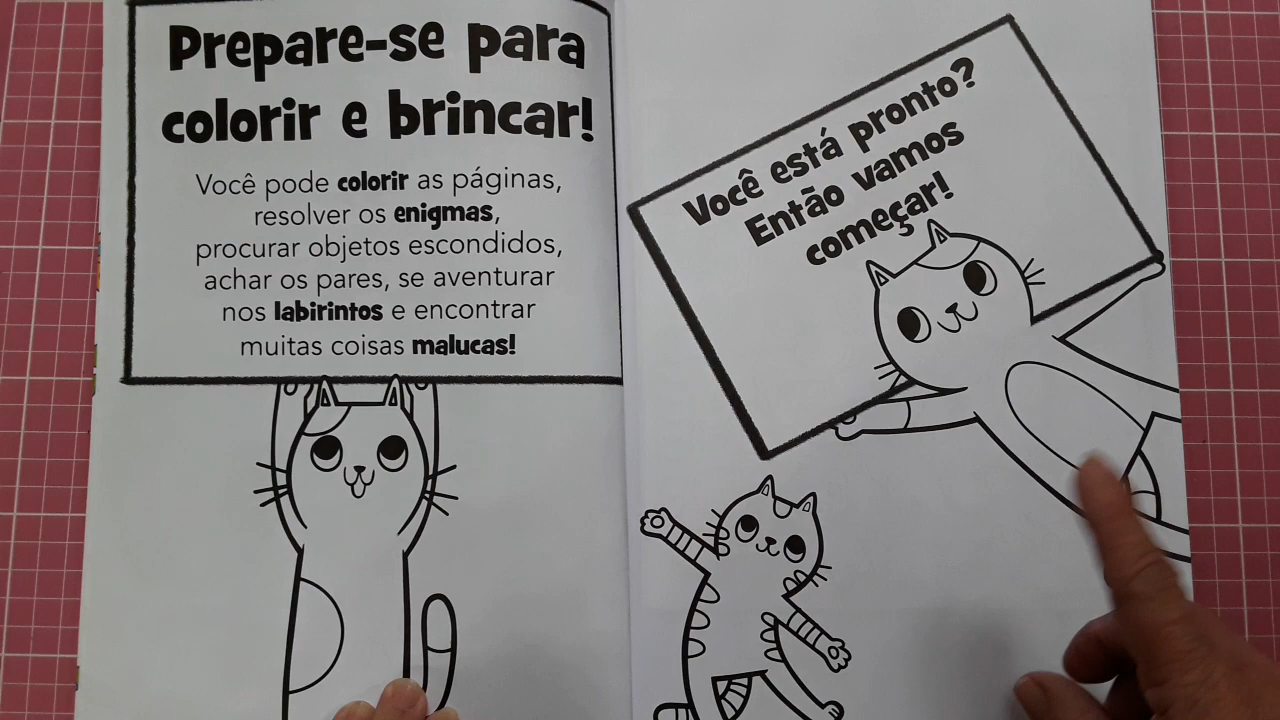 Prepare-se para
colorir e brincar!
Você pode colorir as páginas,
resolver os enigmas,
procurar objetos escondidos,
achar os pares, se aventurar
nos labirintos e encontrar
muitas coisas malucas!
Você está pronto?
Então vamos
começar!